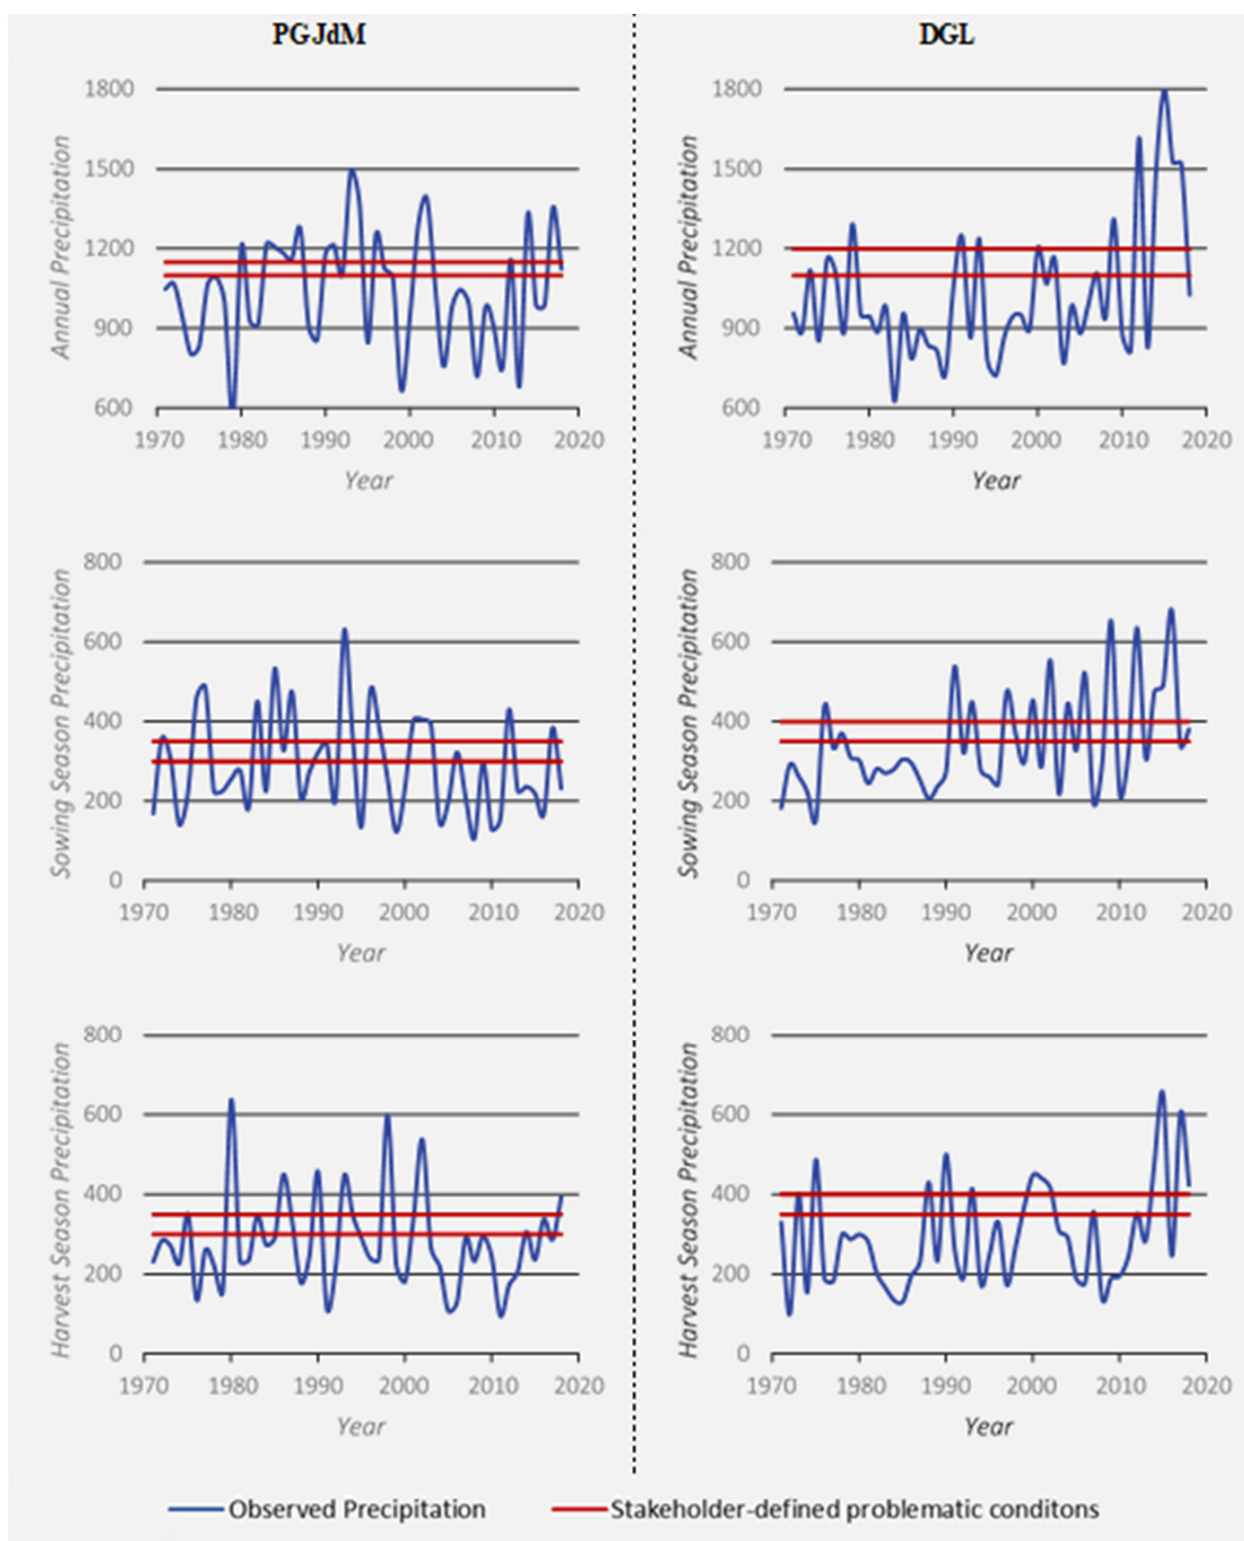 PGJdM
DGL
Annual Precipitation
1800
1500
1200
900
600
1970 1980 1990 2000 2010 2020
Year
Annual Precipitation
1800
1500
1200
900
600
1970 1980 1990 2000 2010 2020
Year
Sowing Season Precipitation
800
600
400
200
0
1970 1980 1990 2000 2010 2020
Year
Sowing Season Precipitation
800
600
400
200
0
1970 1980 1990 2000 2010 2020
Year
Harvest Season Precipitation
800
600
400
200
0
1970 1980 1990 2000 2010 2020
Year
Harvest Season Precipitation
800
600
400
200
0
1970 1980 1990 2000 2010 2020
Year
Observed Precipitation
Stakeholder-defined problematic conditons